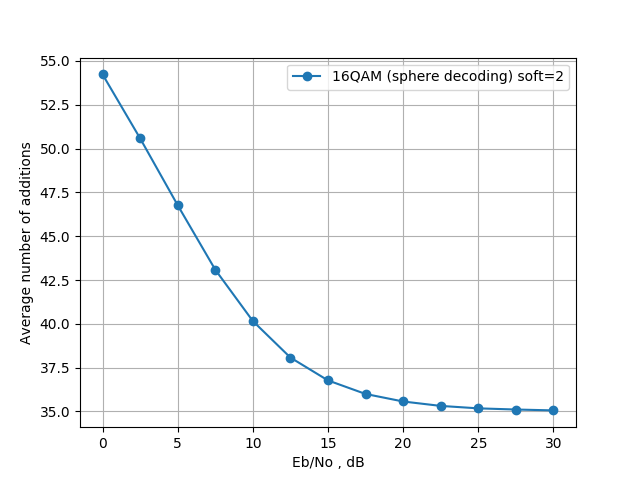 16QAM (sphere decoding) soft=2
55.0
52.5
50.0
47.5
45.0
42.5
40.0
37.5
35.0
Average number of additions
0 5 10 15 20 25 30
Eb/No , dB